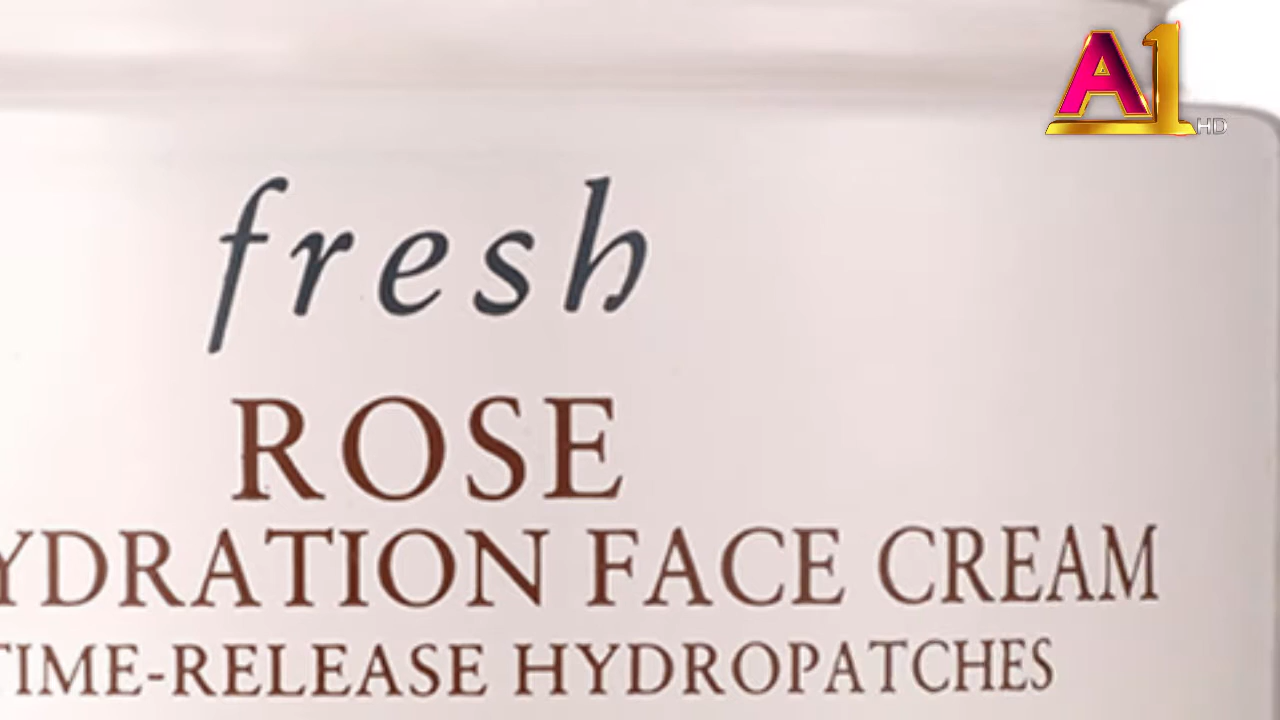 A1
HD
fresh
ROSE
YDRATION FACE CREAM
TIME-RELEASE HYDROPATCHES